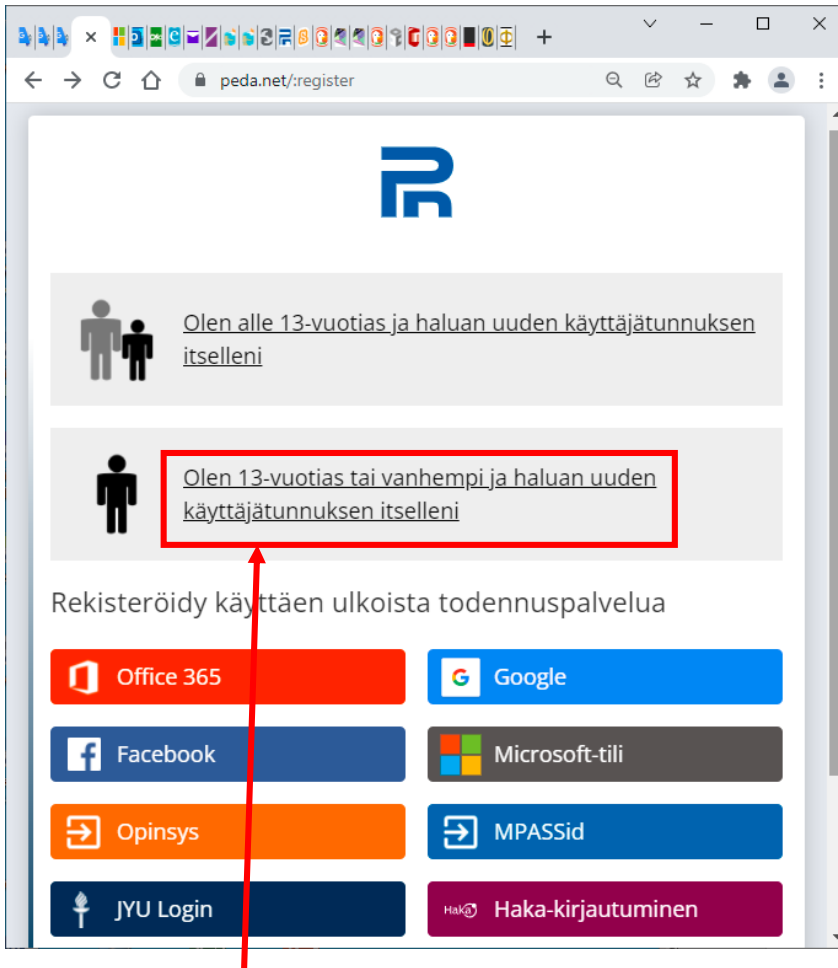 peda.net/:register
Olen alle 13-vuotias ja haluan uuden käyttäjätunnuksen
itselleni
Olen 13-vuotias tai vanhempi ja haluan uuden
käyttäjätunnuksen itselleni
Rekisteröidy käyttäen ulkoista todennuspalvelua
Office 365
Google
Facebook
Microsoft-tili
Opinsys
MPASSid
JYU Login
Haka Haka-kirjautuminen